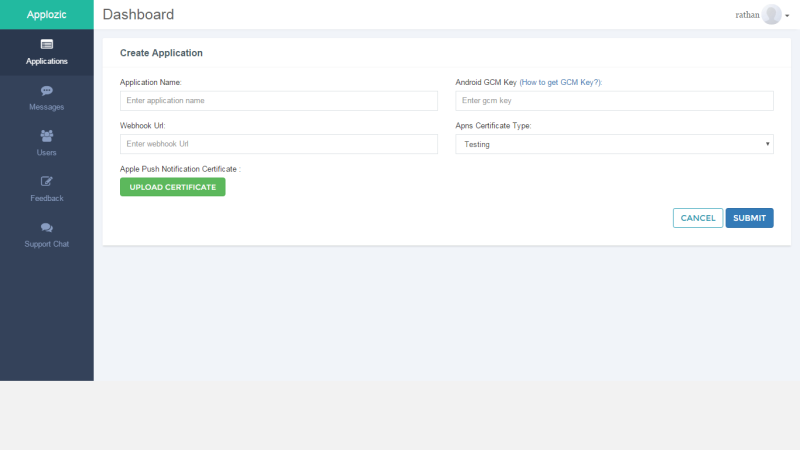 Applozic
Dashboard
rathan
Applications
Messages
Users
Feedback
Support Chat
Create Application
Application Name:
Enter application name
Android GCM Key (How to get GCM Key?):
Enter gcm key
Webhook Url:
Enter webhook Url
Apns Certificate Type:
Testing
Apple Push Notification Certificate :
UPLOAD CERTIFICATE
CANCEL
SUBMIT